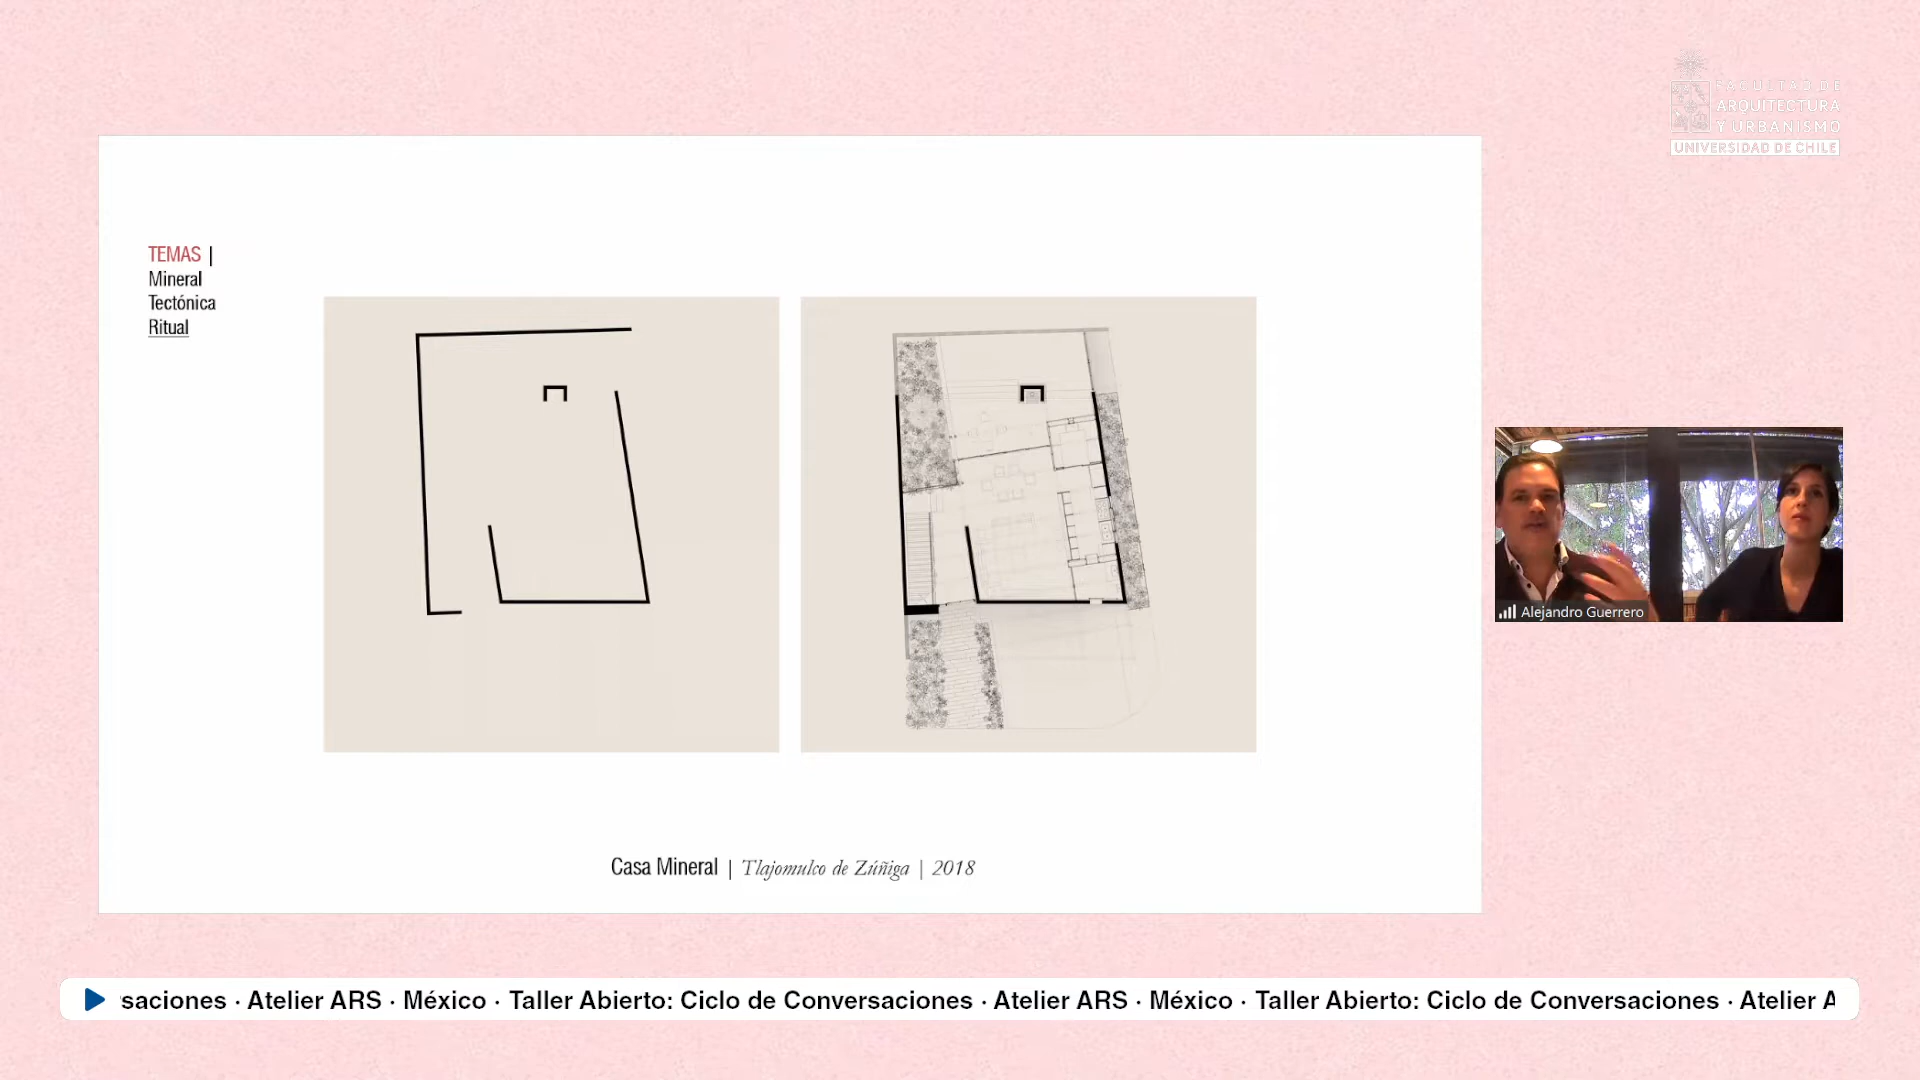 FACULTAD DE
ARQUITECTURA
Y URBANISMO
UNIVERSIDAD DE CHILE
TEMAS |
Mineral
Tectónica
Ritual
Alejandro Guerrero
Casa Mineral | Tlajomulco de Zúñiga | 2018
saciones · Atelier ARS · México · Taller Abierto: Ciclo de Conversaciones · Atelier ARS · México · Taller Abierto: Ciclo de Conversaciones · Atelier A